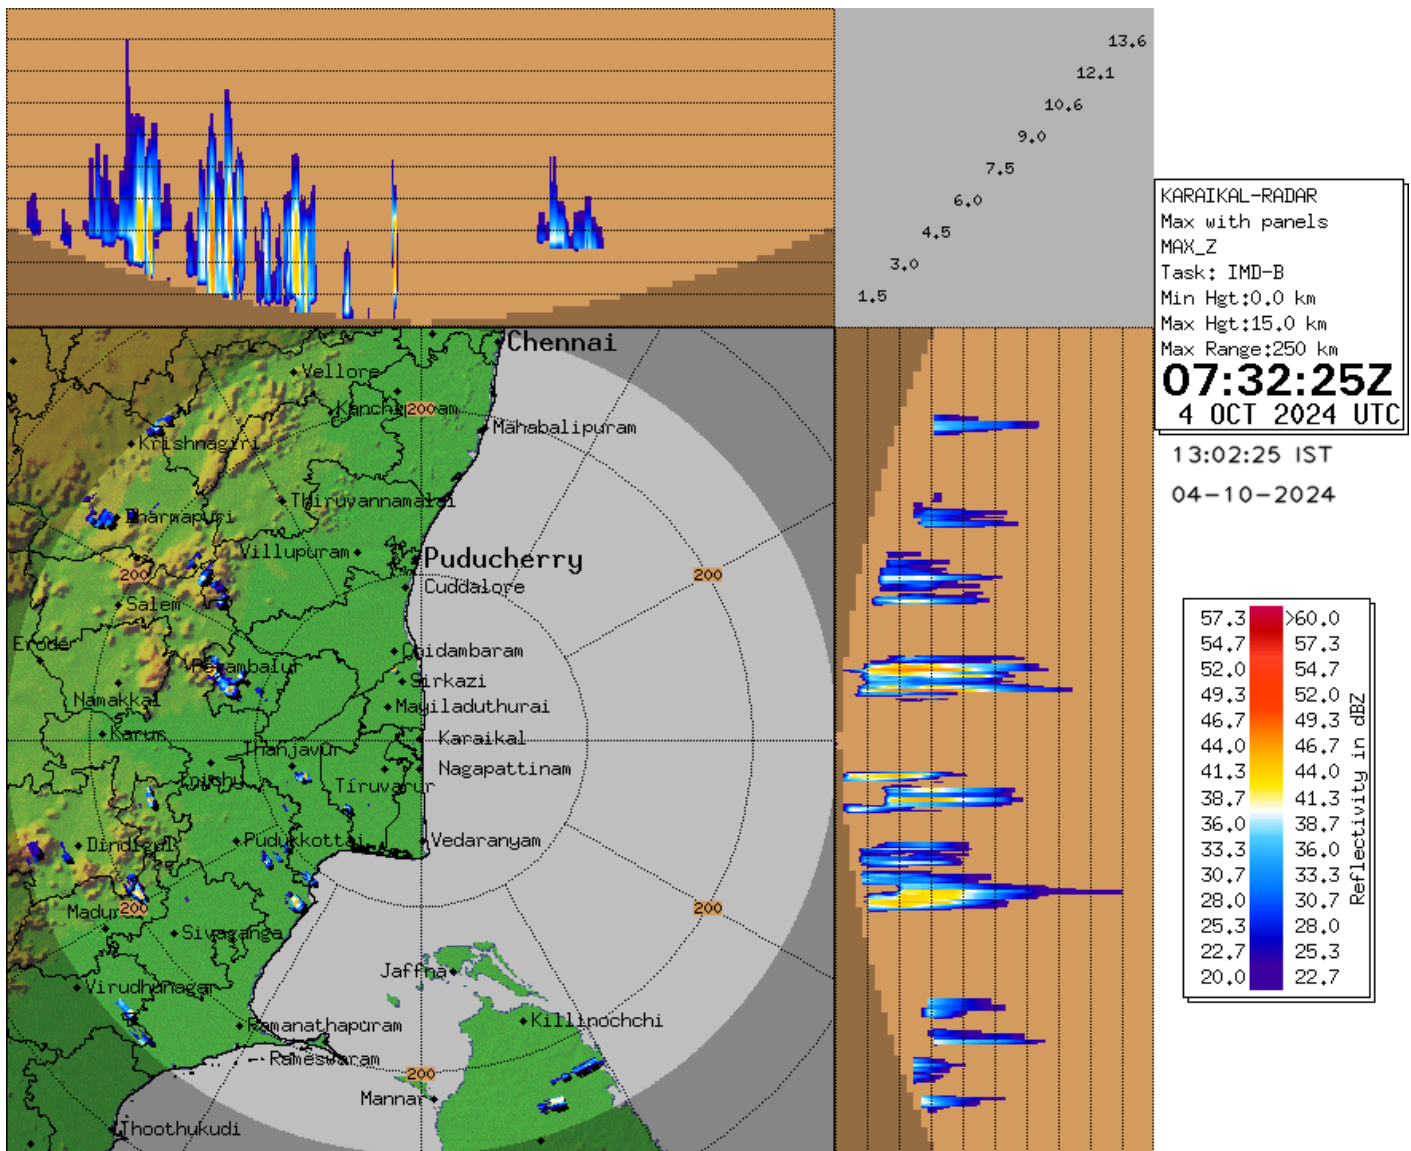 13.6
12.1
10.6
9.0
7.5
6.0
4.5
3.0
1.5
KARAIKAL-RADAR
Max with panels
MAX_Z
Task: IMD-B
Min Hgt:0.0 km
Max Hgt:15.0 km
Max Range:250 km
07:32:25Z
4 OCT 2024 UTC
13:02:25 IST
04-10-2024
Chennai
Vellore
200
Mahabalipuram
Krishnagiri
Thiruvannamalai
Dharmapuri
Villupuram
Puducherry
200
200
Cuddalore
Salem
Erode
Chidambaram
Perambalur
Sirkazi
Namakkal
Mayiladuthurai
Karur
Karaikal
Thanjavur
Nagapattinam
Tiruvarur
Dindigul
Pudukkottai
Vedaranyam
200
200
Sivaganga
Jaffna
Virudhunagar
Ramanathapuram
Killinochchi
Rameswaram
200
Mannar
Thoothukudi
57.3 >60.0
54.7 57.3
52.0 54.7
49.3 52.0
46.7 49.3
44.0 46.7
41.3 44.0
38.7 41.3
36.0 38.7
33.3 36.0
30.7 33.3
28.0 30.7
25.3 28.0
22.7 25.3
20.0 22.7
Reflectivity in dBZ